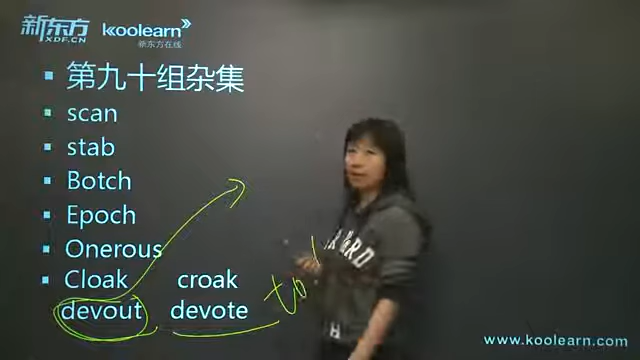 新东方 XDF.CN koolearn 新东方在线
第九十组杂集
scan
stab
Botch
Epoch
Onerous
Cloak croak
devout devote to
www.koolearn.com